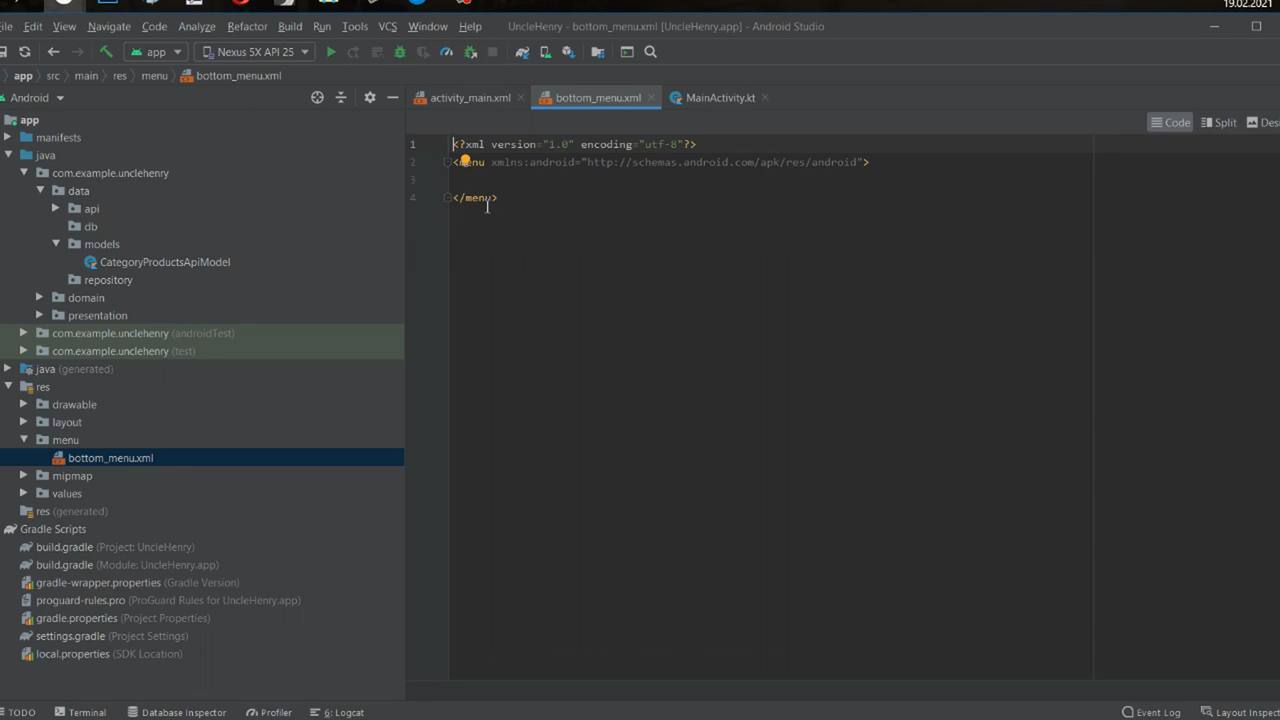 19.02.2021
File Edit View Navigate Code Analyze Refactor Build Run Tools VCS Window Help UncleHenry - bottom_menu.xml [UncleHenry.app] - Android Studio
app Nexus 5X API 25
app src main res menu bottom_menu.xml
Android activity_main.xml bottom_menu.xml MainActivity.kt
Code Split
app
manifests
java
com.example.unclehenry
data
api
db
models
CategoryProductsApiModel
repository
domain
presentation
com.example.unclehenry (androidTest)
com.example.unclehenry (test)
java (generated)
res
drawable
layout
menu
bottom_menu.xml
mipmap
values
res (generated)
Gradle Scripts
build.gradle (Project: UncleHenry)
build.gradle (Module: UncleHenry.app)
gradle-wrapper.properties (Gradle Version)
proguard-rules.pro (ProGuard Rules for UncleHenry.app)
gradle.properties (Project Properties)
settings.gradle (Project Settings)
local.properties (SDK Location)
1 <?xml version="1.0" encoding="utf-8"?>
2 <menu xmlns:android="http://schemas.android.com/apk/res/android">
3
4 </menu>
TODO Terminal Database Inspector Profiler 6: Logcat Event Log Layout Inspect